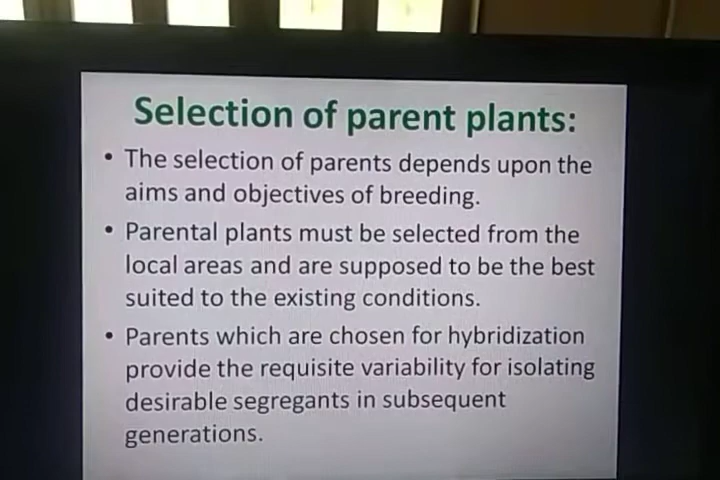 Selection of parent plants:
• The selection of parents depends upon the
aims and objectives of breeding.
• Parental plants must be selected from the
local areas and are supposed to be the best
suited to the existing conditions.
• Parents which are chosen for hybridization
provide the requisite variability for isolating
desirable segregants in subsequent
generations.